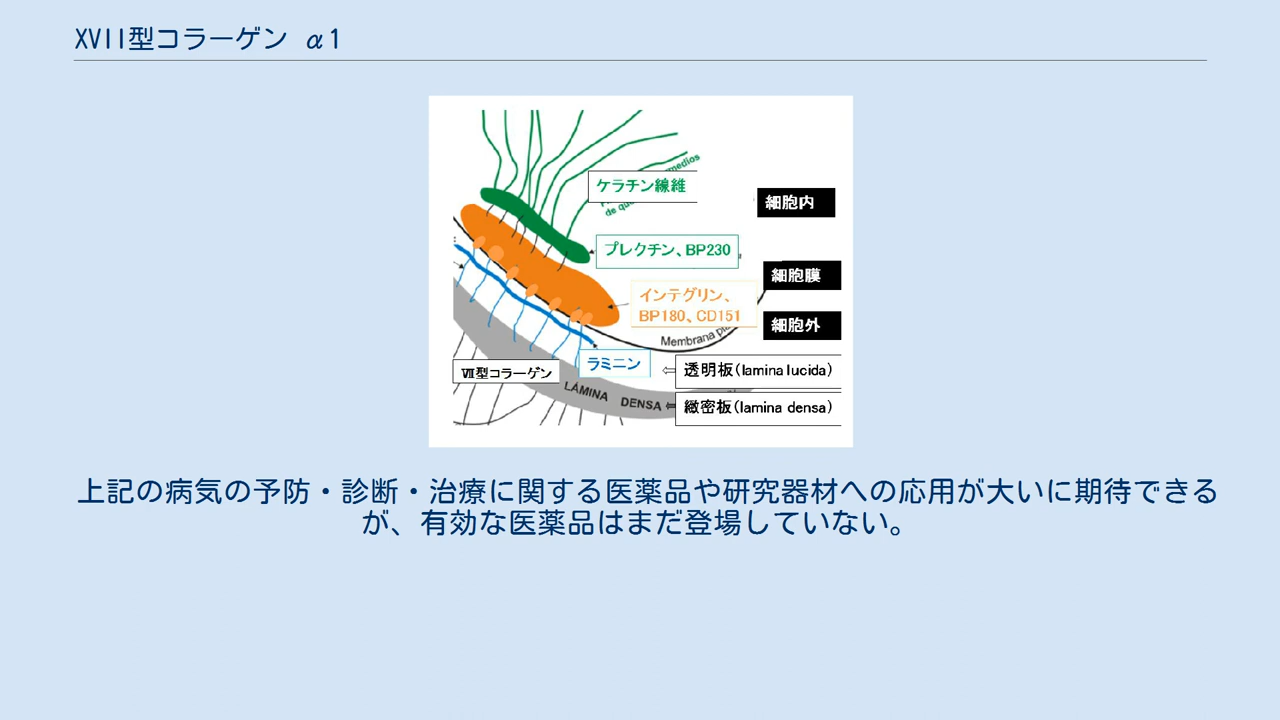 XVII型コラーゲン α1
medios
ケラチン線維
de que
細胞内
プレクチン、BP230
細胞膜
インテグリン、
BP180、CD151
細胞外
Membrana
ラミニン
透明板(lamina lucida)
VII型コラーゲン
LÁMINA DENSA
緻密板(lamina densa)
上記の病気の予防・診断・治療に関する医薬品や研究器材への応用が大いに期待できる
が、有効な医薬品はまだ登場していない。